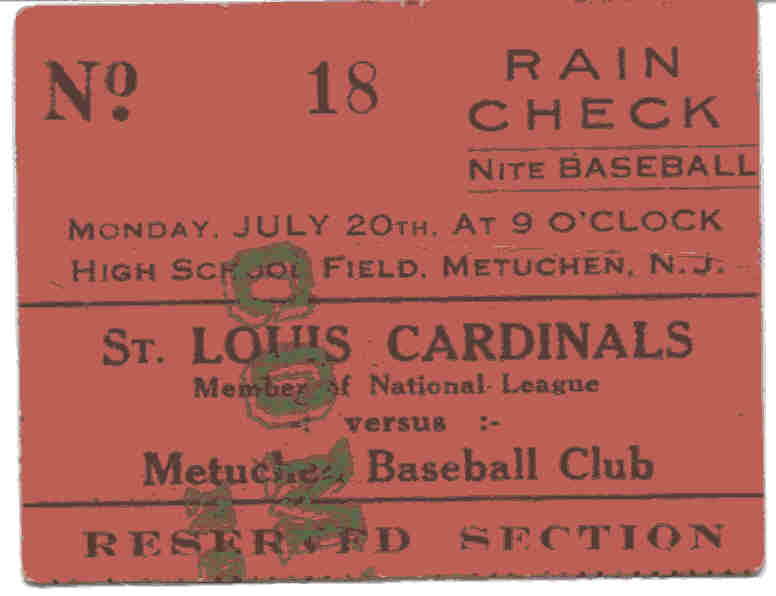 No. 18
RAIN
CHECK
NITE BASEBALL
MONDAY, JULY 20TH, AT 9 O'CLOCK
HIGH SCHOOL FIELD, METUCHEN, N.J.
ST. LOUIS CARDINALS
Member of National League
-: versus :-
Metuchen Baseball Club
RESERVED SECTION